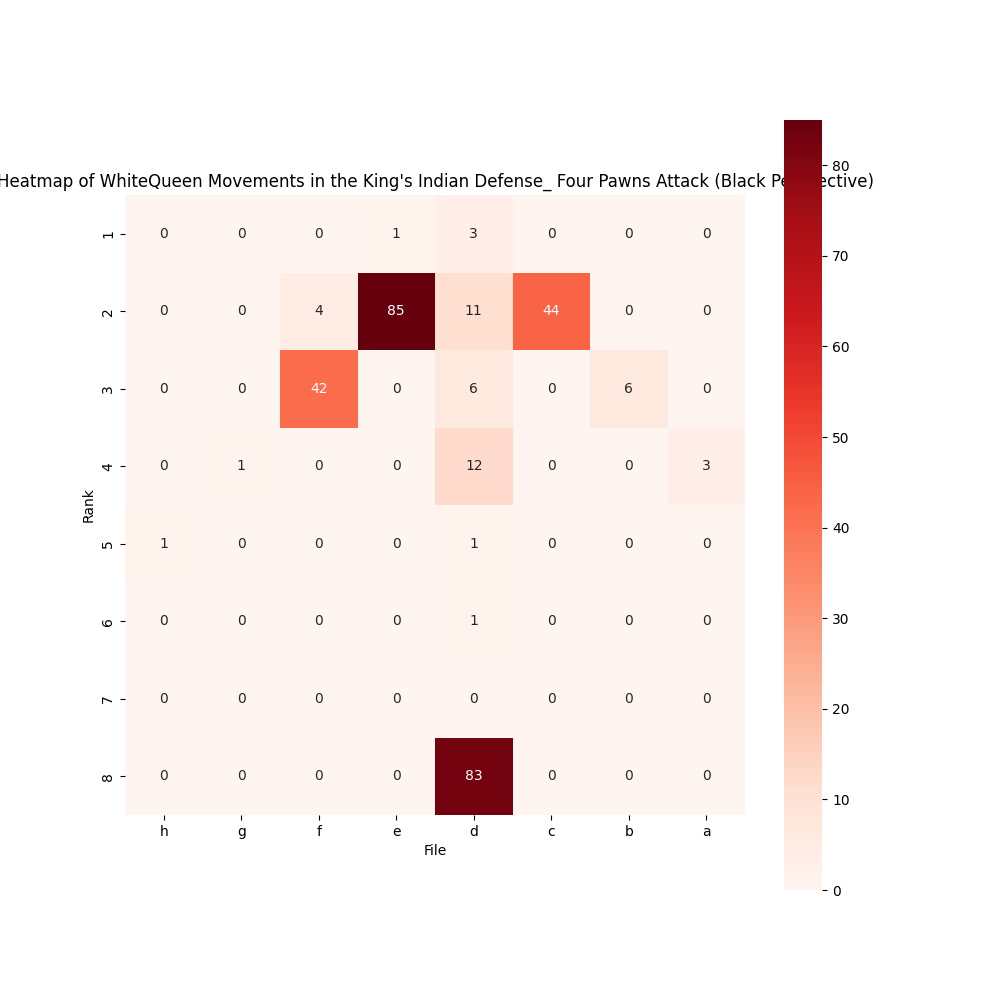 Heatmap of WhiteQueen Movements in the King's Indian Defense_ Four Pawns Attack (Black Pe ective)
80
70
60
50
40
30
20
10
0
1 0 0 0 1 3 0 0 0
2 0 0 4 85 11 44 0 0
3 0 0 42 0 6 0 6 0
4 0 1 0 0 12 0 0 3
Rank
5 1 0 0 0 1 0 0 0
6 0 0 0 0 1 0 0 0
7 0 0 0 0 0 0 0 0
8 0 0 0 0 83 0 0 0
h g f e d c b a
File